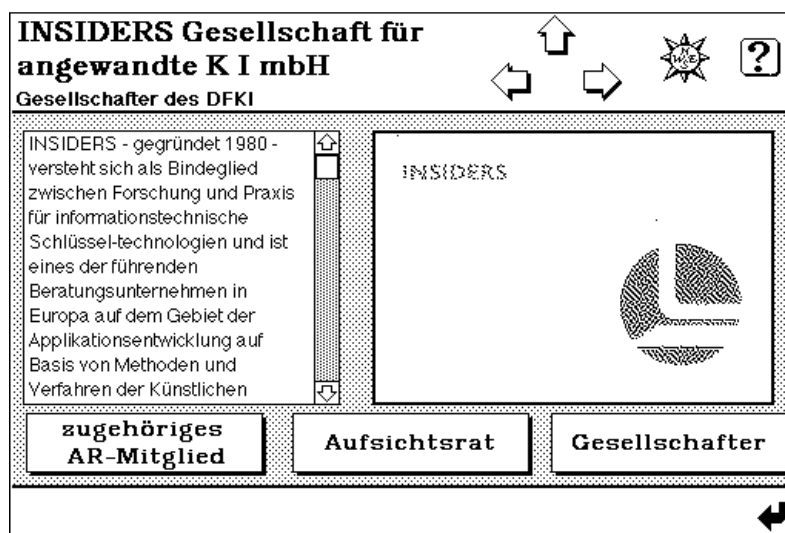 INSIDERS Gesellschaft für
angewandte K I mbH
Gesellschafter des DFKI
?
INSIDERS - gegründet 1980 -
versteht sich als Bindeglied
zwischen Forschung und Praxis
für informationstechnische
Schlüssel-technologien und ist
eines der führenden
Beratungsunternehmen in
Europa auf dem Gebiet der
Applikationsentwicklung auf
Basis von Methoden und
Verfahren der Künstlichen
INSIDERS
zugehöriges
AR-Mitglied
Aufsichtsrat
Gesellschafter